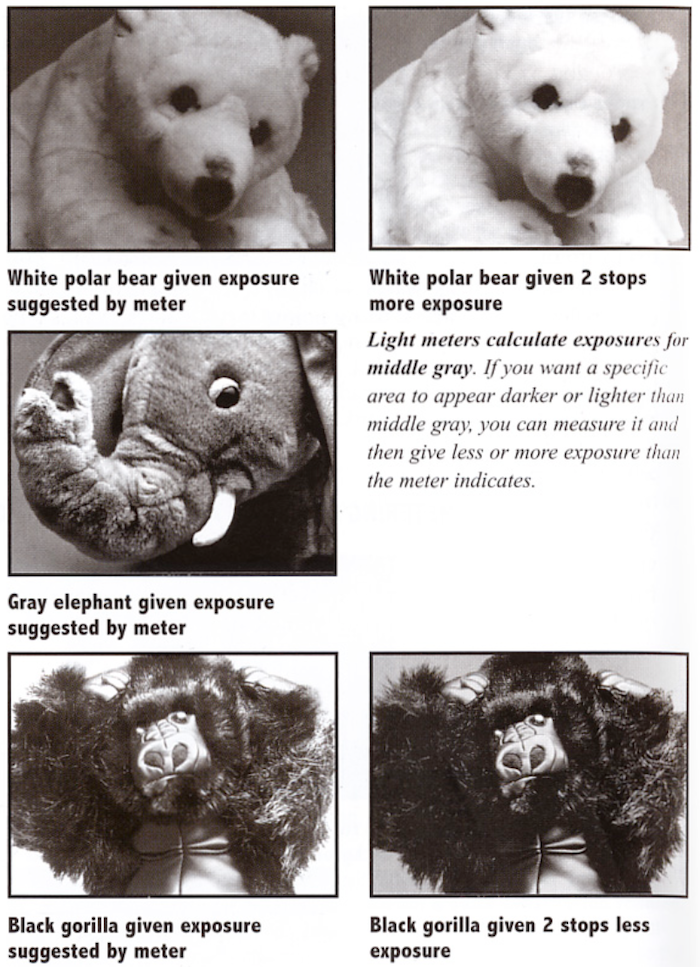 White polar bear given exposure
suggested by meter
White polar bear given 2 stops
more exposure
Light meters calculate exposures for
middle gray. If you want a specific
area to appear darker or lighter than
middle gray, you can measure it and
then give less or more exposure than
the meter indicates.
Gray elephant given exposure
suggested by meter
Black gorilla given exposure
suggested by meter
Black gorilla given 2 stops less
exposure